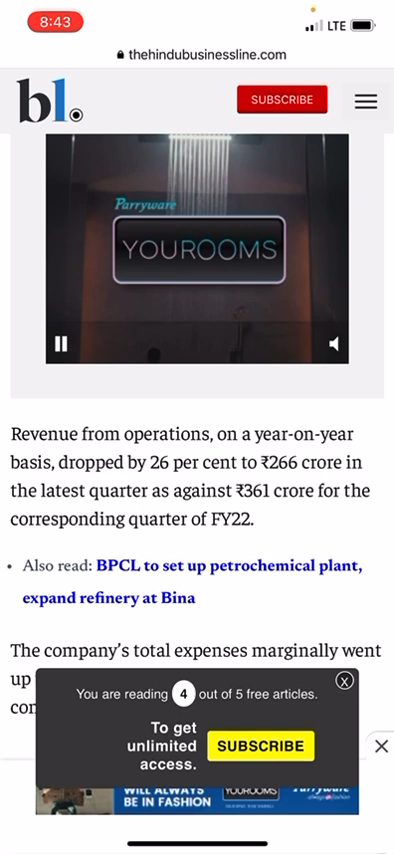 8:43
LTE
thehindubusinessline.com
bl.
SUBSCRIBE
Parryware
YOUROOMS
Revenue from operations, on a year-on-year
basis, dropped by 26 per cent to ₹266 crore in
the latest quarter as against ₹361 crore for the
corresponding quarter of FY22.
• Also read: BPCL to set up petrochemical plant,
expand refinery at Bina
The company's total expenses marginally went
up
You are reading 4 out of 5 free articles.
To get
unlimited
access.
SUBSCRIBE
WILL ALWAYS
BE IN FASHION
YOUROOMS
Parryware